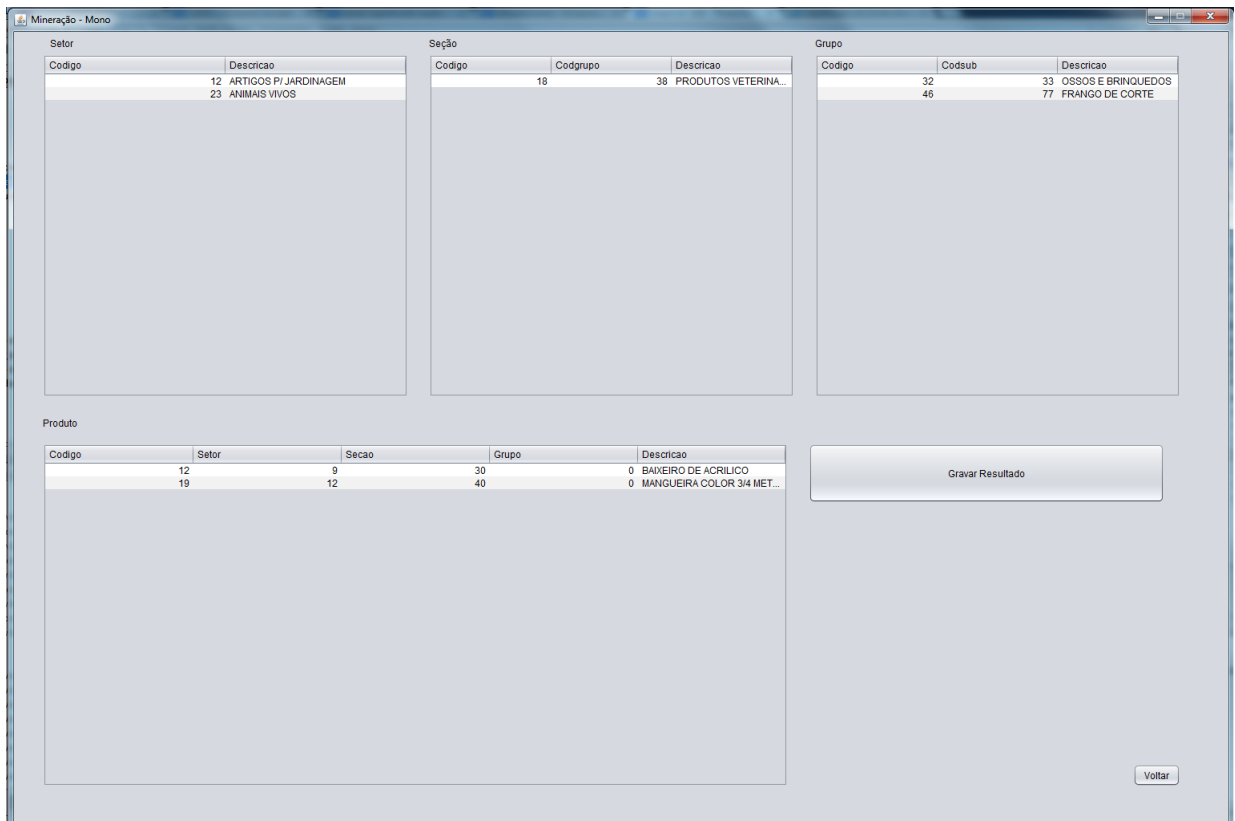 Mineração - Mono
Setor
Codigo Descricao
12 ARTIGOS P/ JARDINAGEM
23 ANIMAIS VIVOS
Seção
Codigo Codgrupo Descricao
18 38 PRODUTOS VETERINA...
Grupo
Codigo Codsub Descricao
32 33 OSSOS E BRINQUEDOS
46 77 FRANGO DE CORTE
Produto
Codigo Setor Secao Grupo Descricao
12 9 30 0 BAIXEIRO DE ACRILICO
19 12 40 0 MANGUEIRA COLOR 3/4 MET...
Gravar Resultado
Voltar